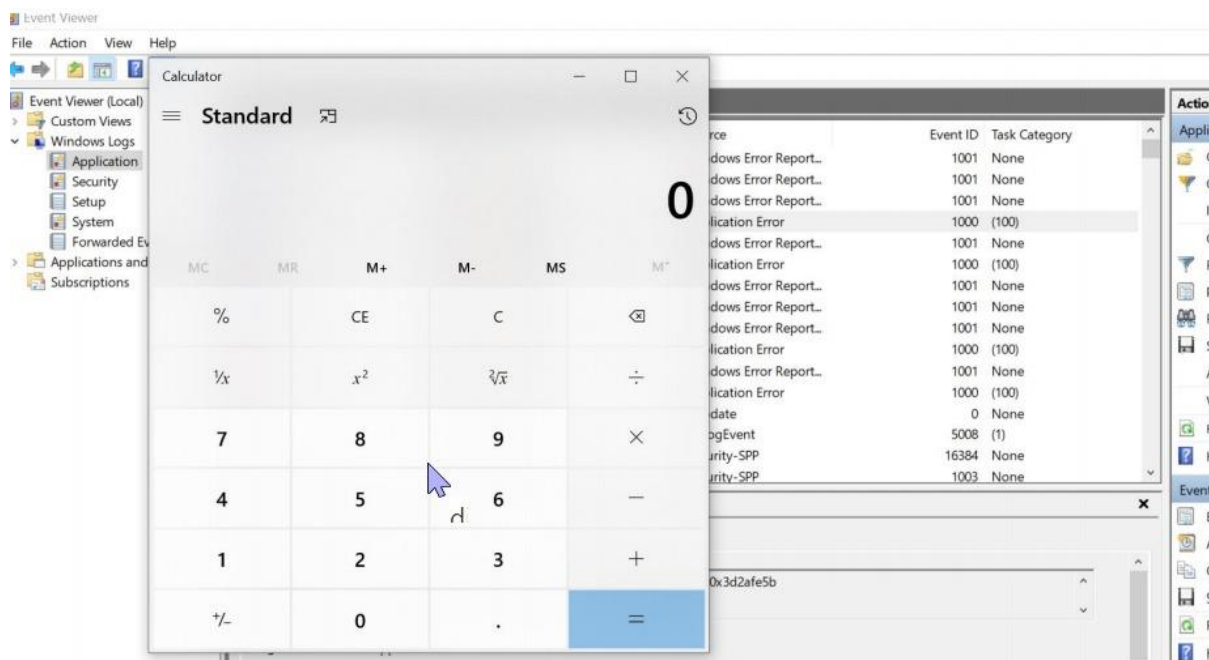 Event Viewer
File Action View Help
Event Viewer (Local)
Custom Views
Windows Logs
Application
Security
Setup
System
Forwarded Ev
Applications and
Subscriptions
Calculator
Standard
0
MC MR M+ M- MS M˅
% CE C
¹/x x² ²√x ÷
7 8 9 ×
4 5 6 −
1 2 3 +
+/− 0 . =
rce Event ID Task Category
dows Error Report... 1001 None
dows Error Report... 1001 None
dows Error Report... 1001 None
lication Error 1000 (100)
dows Error Report... 1001 None
lication Error 1000 (100)
dows Error Report... 1001 None
dows Error Report... 1001 None
dows Error Report... 1001 None
lication Error 1000 (100)
dows Error Report... 1001 None
lication Error 1000 (100)
date 0 None
ogEvent 5008 (1)
urity-SPP 16384 None
urity-SPP 1003 None
0x3d2afe5b
Actio
Appli
Event